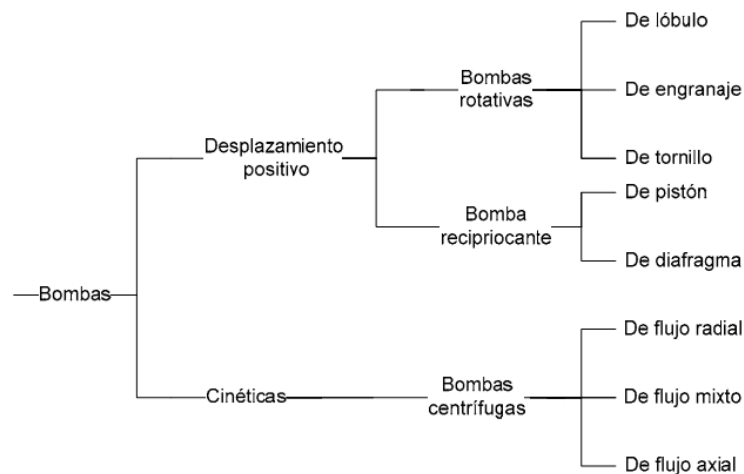 De lóbulo
Bombas
rotativas
De engranaje
Desplazamiento
positivo
De tornillo
De pistón
Bomba
recipriocante
De diafragma
Bombas
De flujo radial
Cinéticas
Bombas
centrífugas
De flujo mixto
De flujo axial